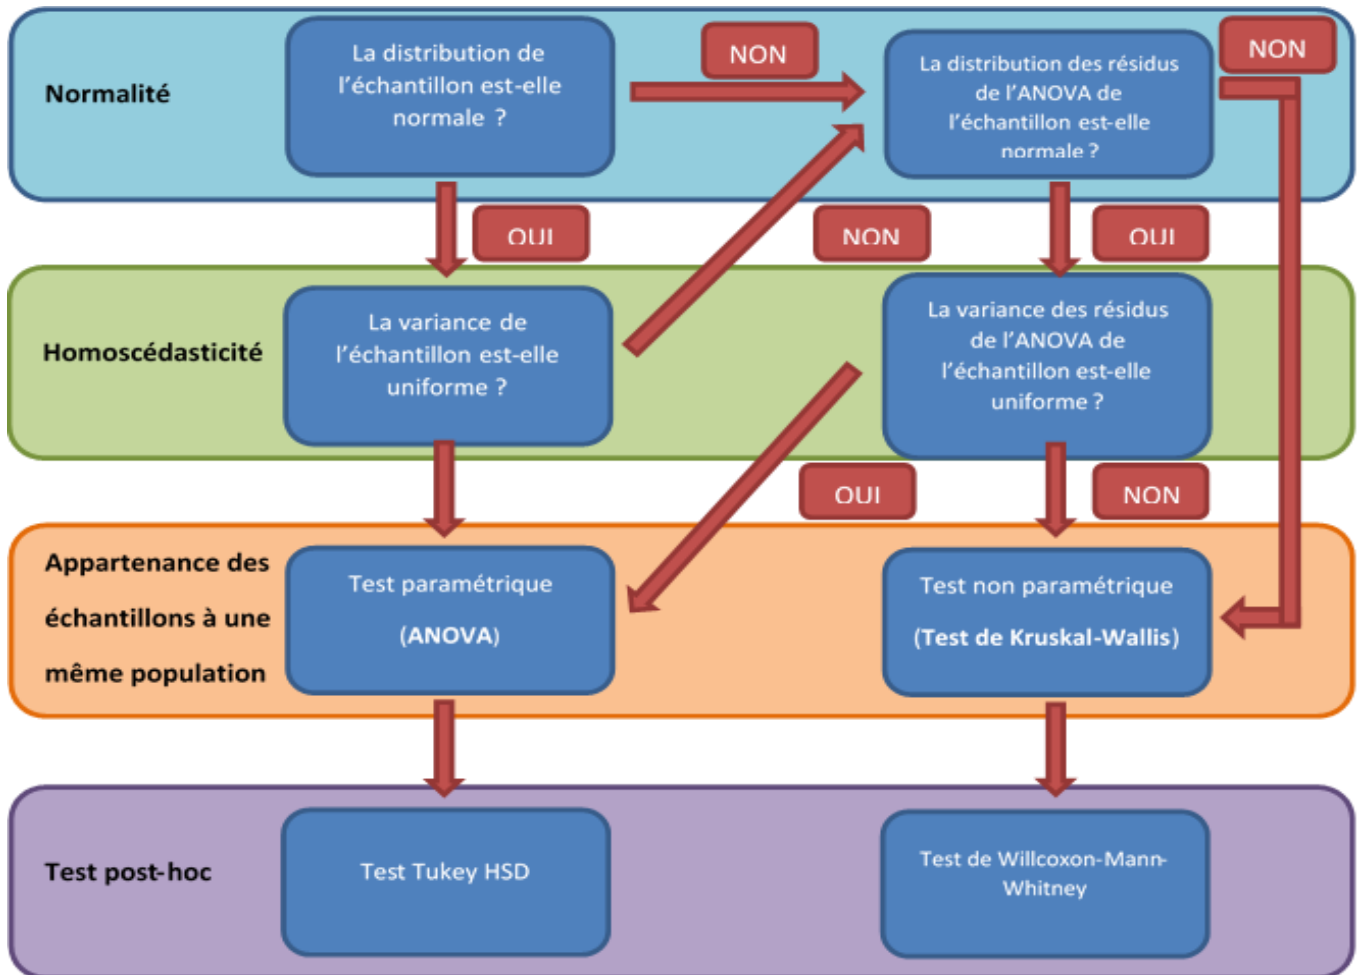 Normalité
La distribution de
l'échantillon est-elle
normale ?
NON
La distribution des résidus
de l'ANOVA de
l'échantillon est-elle
normale ?
NON
OUI
NON
OUI
Homoscédasticité
La variance de
l'échantillon est-elle
uniforme ?
La variance des résidus
de l'ANOVA de
l'échantillon est-elle
uniforme ?
OUI
NON
Appartenance des
échantillons à une
même population
Test paramétrique
(ANOVA)
Test non paramétrique
(Test de Kruskal-Wallis)
Test post-hoc
Test Tukey HSD
Test de Willcoxon-Mann-
Whitney